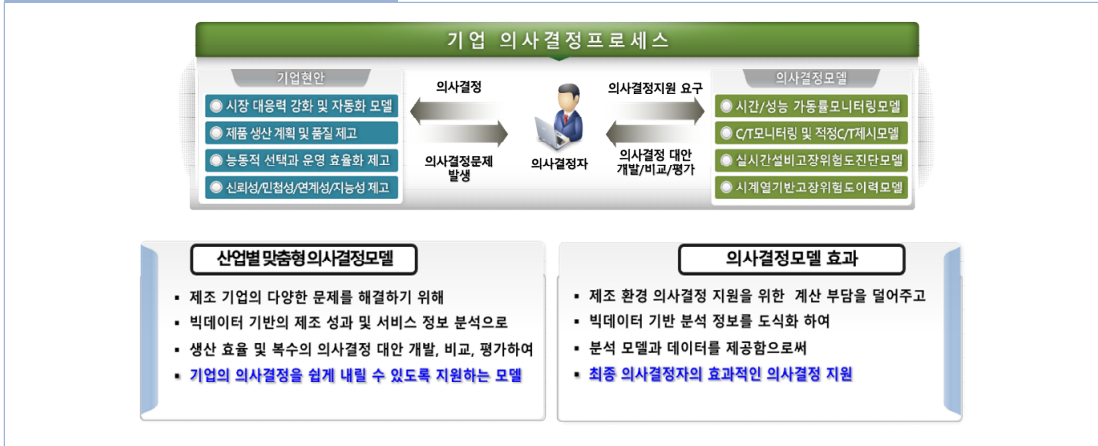 기업 의사결정프로세스
기업현안
시장 대응력 강화 및 자동화 모델
제품 생산 계획 및 품질 제고
능동적 선택과 운영 효율화 제고
신뢰성/민첩성/연계성/지능성 제고
의사결정
의사결정문제
발생
의사결정자
의사결정지원 요구
의사결정 대안
개발/비교/평가
의사결정모델
시간/성능 가동률모니터링모델
C/T모니터링 및 적정C/T제시모델
실시간설비고장위험도진단모델
시계열기반고장위험도이력모델
산업별 맞춤형 의사결정모델
▪ 제조 기업의 다양한 문제를 해결하기 위해
▪ 빅데이터 기반의 제조 성과 및 서비스 정보 분석으로
▪ 생산 효율 및 복수의 의사결정 대안 개발, 비교, 평가하여
▪ 기업의 의사결정을 쉽게 내릴 수 있도록 지원하는 모델
의사결정모델 효과
▪ 제조 환경 의사결정 지원을 위한 계산 부담을 덜어주고
▪ 빅데이터 기반 분석 정보를 도식화 하여
▪ 분석 모델과 데이터를 제공함으로써
▪ 최종 의사결정자의 효과적인 의사결정 지원